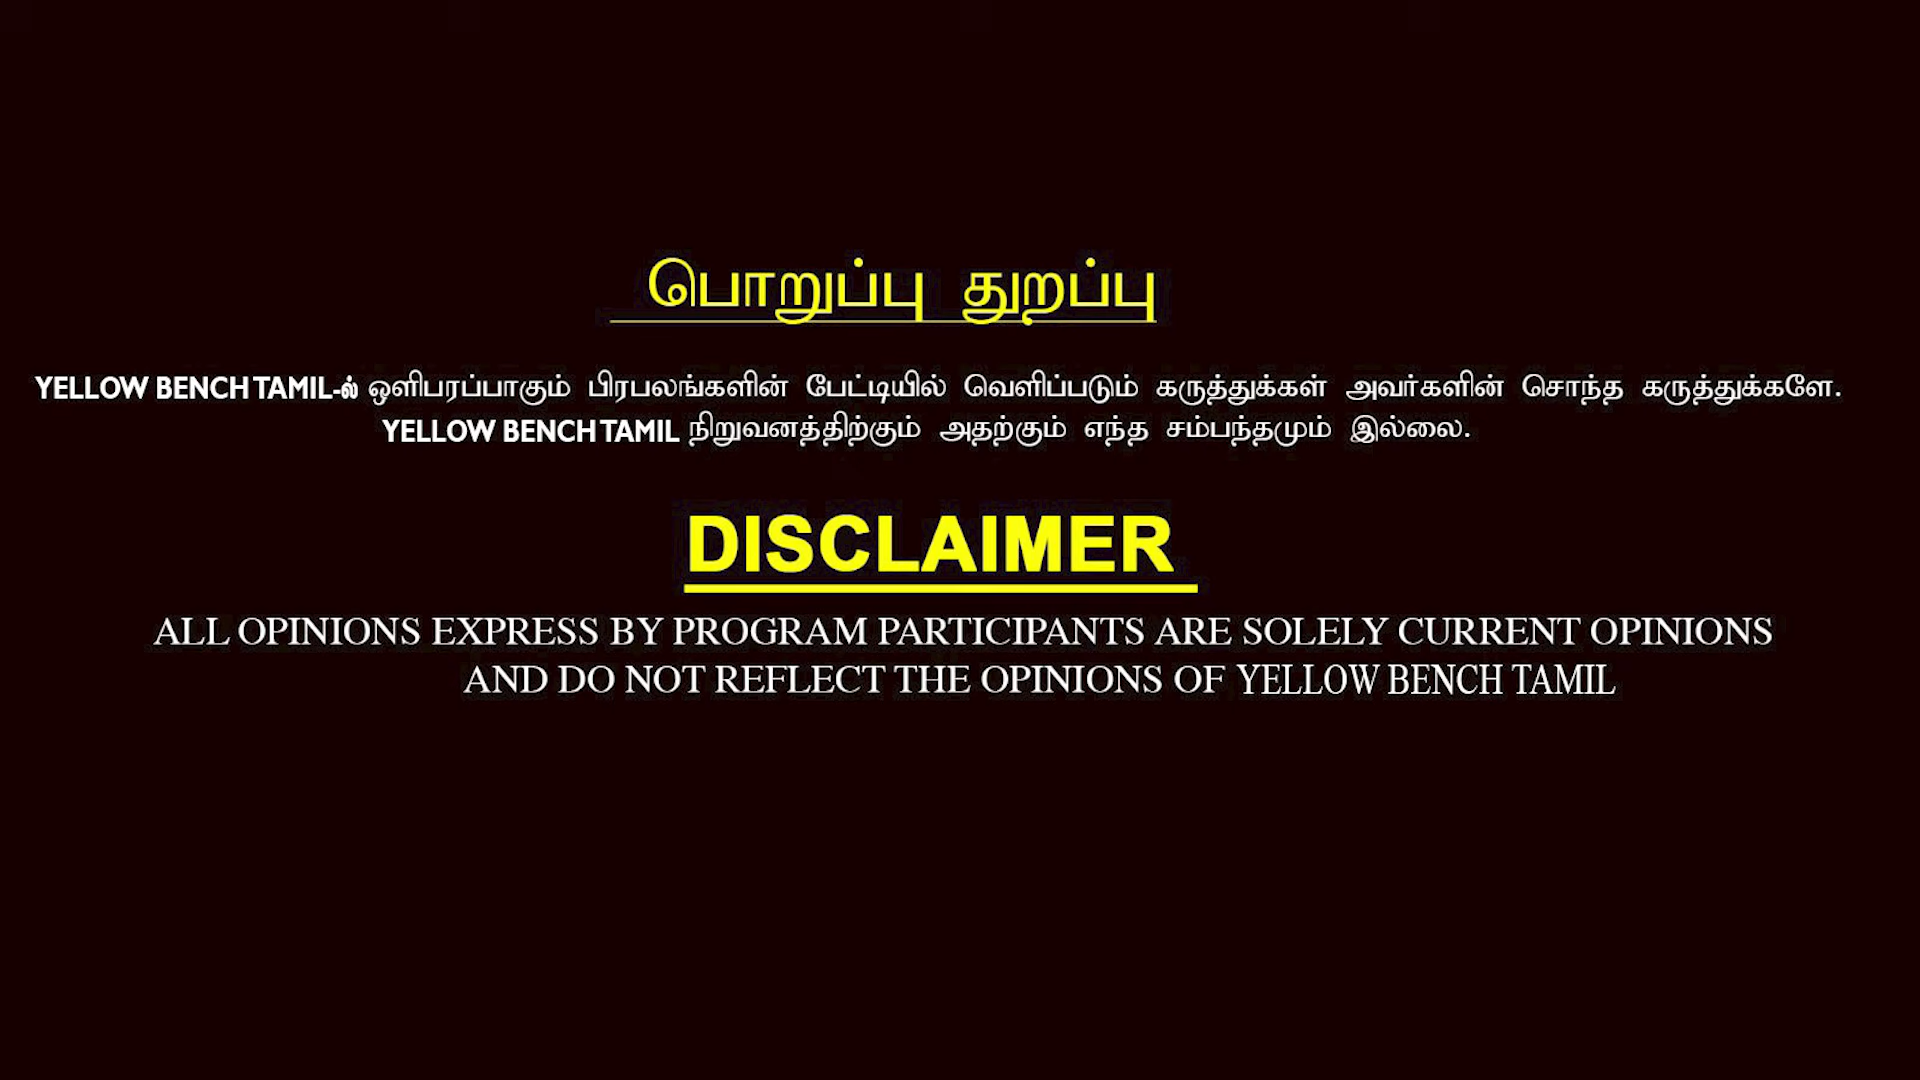 பொறுப்பு துறப்பு
YELLOW BENCH TAMIL-ல் ஒளிபரப்பாகும் பிரபலங்களின் பேட்டியில் வெளிப்படும் கருத்துக்கள் அவர்களின் சொந்த கருத்துக்களே.
YELLOW BENCH TAMIL நிறுவனத்திற்கும் அதற்கும் எந்த சம்பந்தமும் இல்லை.
DISCLAIMER
ALL OPINIONS EXPRESS BY PROGRAM PARTICIPANTS ARE SOLELY CURRENT OPINIONS
AND DO NOT REFLECT THE OPINIONS OF YELLOW BENCH TAMIL